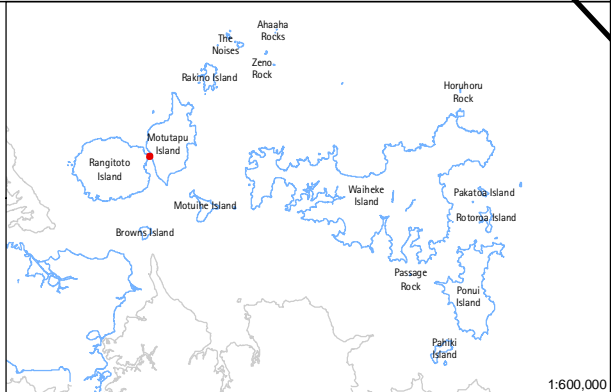 Ahaaha
Rocks
The
Noises
Zeno
Rock
Rakino Island
Horuhoru
Rock
Motutapu
Island
Rangitoto
Island
Waiheke
Island
Pakatoa Island
Motuihe Island
Rotoroa Island
Browns Island
Passage
Rock
Ponui
Island
Pahiki
Island
1:600,000